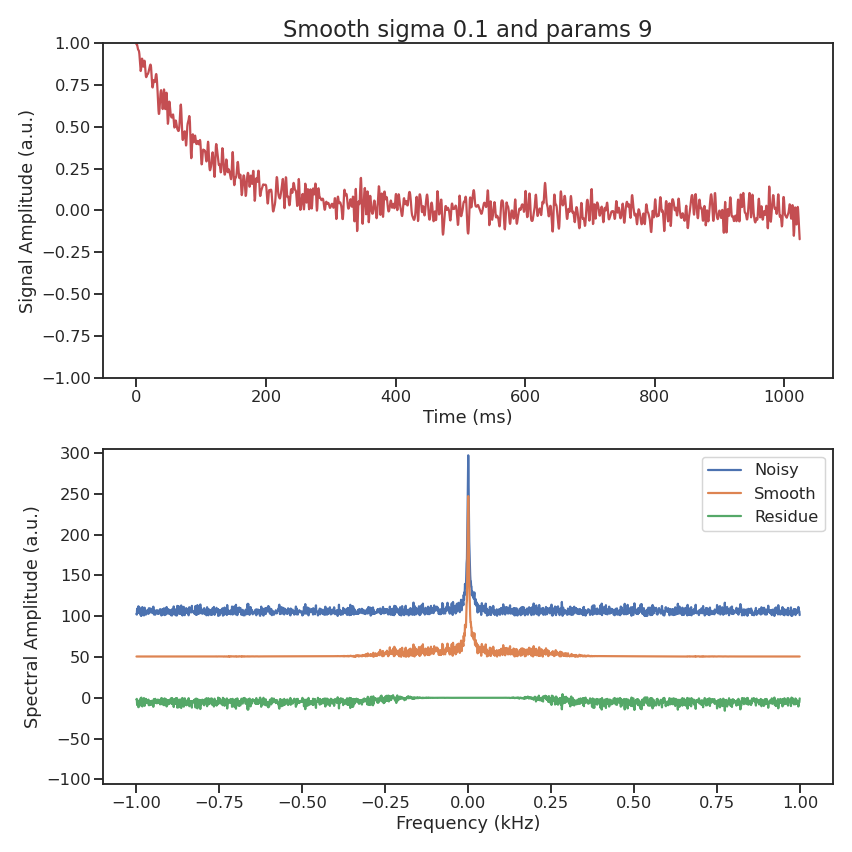 Smooth sigma 0.1 and params 9
1.00
0.75
0.50
0.25
0.00
−0.25
−0.50
−0.75
−1.00
Signal Amplitude (a.u.)
0 200 400 600 800 1000
Time (ms)
300
250
200
150
100
50
0
−50
−100
Spectral Amplitude (a.u.)
Noisy
Smooth
Residue
−1.00 −0.75 −0.50 −0.25 0.00 0.25 0.50 0.75 1.00
Frequency (kHz)